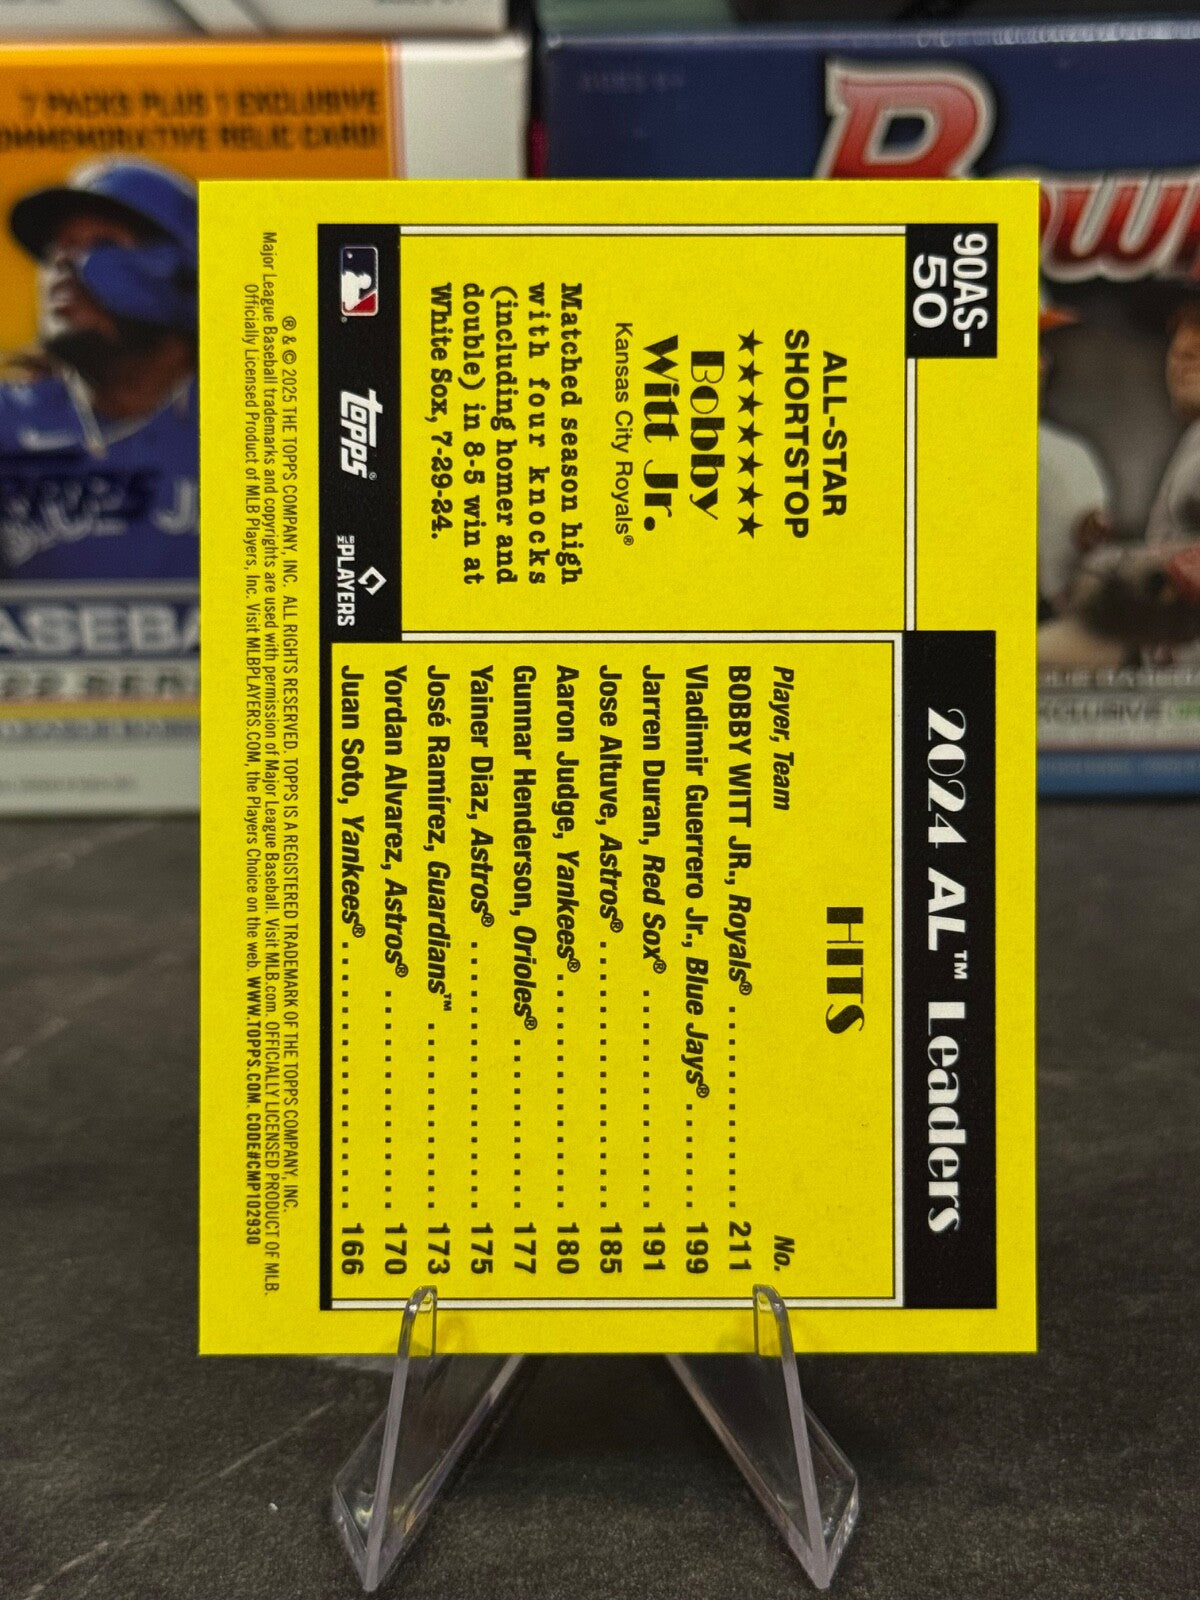 7 PACKS PLUS 1 EXCLUSIVE
COMMEMORATIVE RELIC CARD!
Bow
90AS-
50
ALL-STAR
SHORTSTOP
★★★★★★
Bobby
Witt Jr.
Kansas City Royals®
Matched season high
with four knocks
(including homer and
double) in 8-5 win at
White Sox, 7-29-24.
topps®
MLB PLAYERS
2024 AL™ Leaders
HITS
Player, Team No.
BOBBY WITT JR., Royals® .......... 211
Vladimir Guerrero Jr., Blue Jays® ...... 199
Jarren Duran, Red Sox® ............ 191
Jose Altuve, Astros® .............. 185
Aaron Judge, Yankees® ............ 180
Gunnar Henderson, Orioles® ......... 177
Yainer Diaz, Astros® .............. 175
José Ramírez, Guardians™ .......... 173
Yordan Alvarez, Astros® ........... 170
Juan Soto, Yankees® .............. 166
® & © 2025 THE TOPPS COMPANY, INC. ALL RIGHTS RESERVED. TOPPS IS A REGISTERED TRADEMARK OF THE TOPPS COMPANY, INC.
Major League Baseball trademarks and copyrights are used with permission of Major League Baseball. Visit MLB.com. OFFICIALLY LICENSED PRODUCT OF MLB.
Officially Licensed Product of MLB Players, Inc. Visit MLBPLAYERS.COM, the Players Choice on the web. WWW.TOPPS.COM. CODE#CMP102930